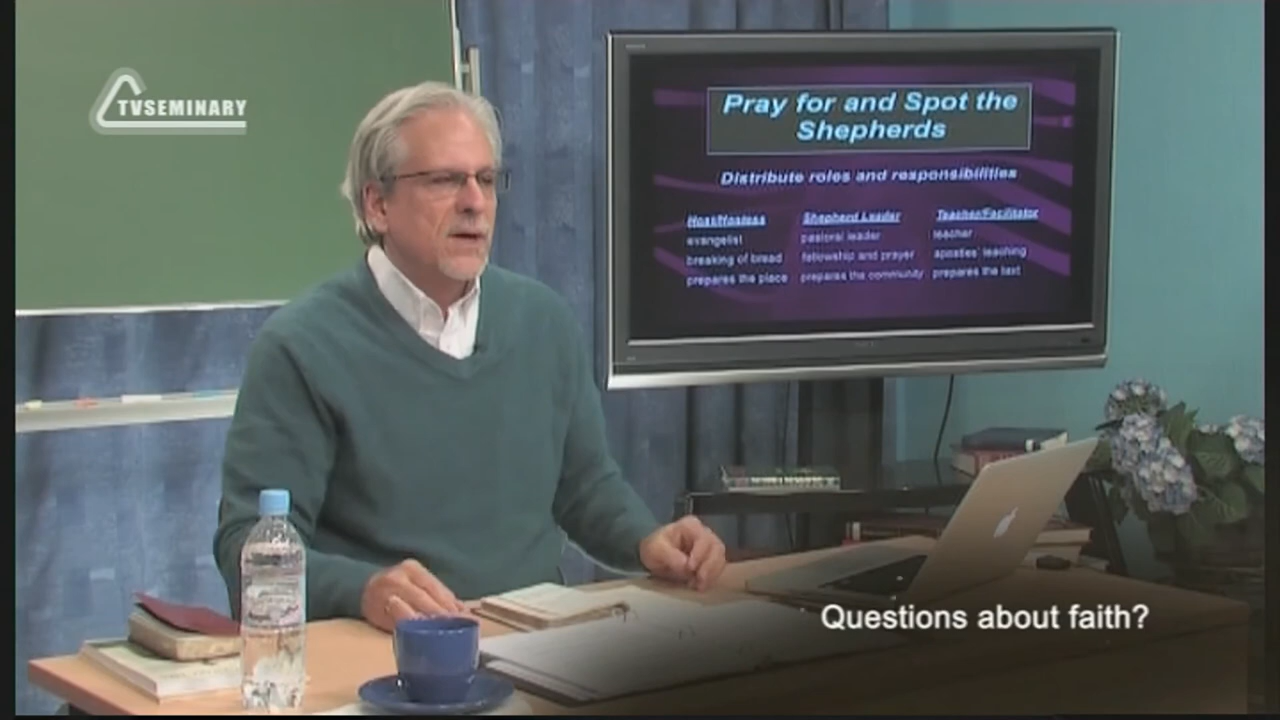 TVSEMINARY
Pray for and Spot the
Shepherds
Distribute roles and responsibilities
Host/Hostess
evangelist
breaking of bread
prepares the place
Shepherd Leader
pastoral leader
fellowship and prayer
prepares the community
Teacher/Facilitator
teacher
apostles' teaching
prepares the text
Questions about faith?